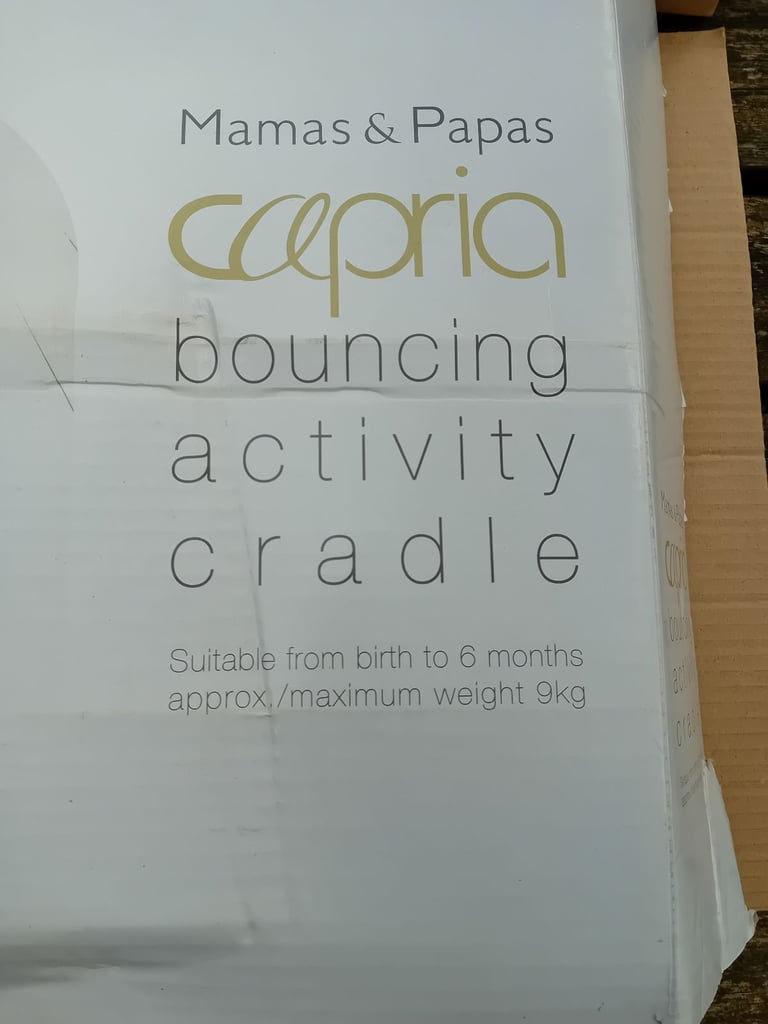 Mamas & Papas
capria
bouncing
activity
cradle
Suitable from birth to 6 months
approx./maximum weight 9kg